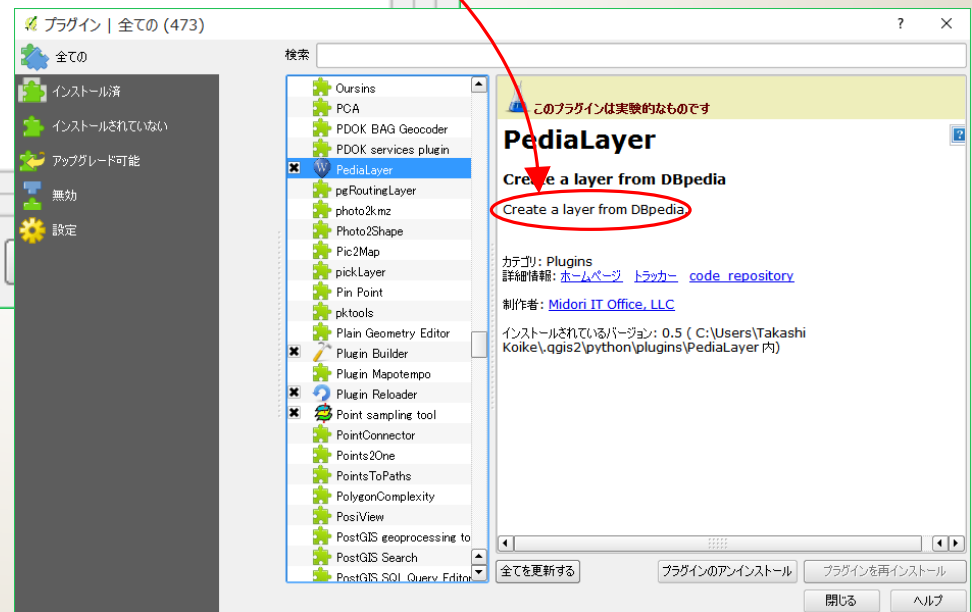 プラグイン | 全ての (473)
? ×
全ての
インストール済
インストールされていない
アップグレード可能
無効
設定
検索
Oursins
PCA
PDOK BAG Geocoder
PDOK services plugin
PediaLayer
pgRoutingLayer
photo2kmz
Photo2Shape
Pic2Map
pickLayer
Pin Point
pktools
Plain Geometry Editor
Plugin Builder
Plugin Mapotempo
Plugin Reloader
Point sampling tool
PointConnector
Points2One
PointsToPaths
PolygonComplexity
PosiView
PostGIS geoprocessing to
PostGIS Search
PostGIS SQL Query Editor
このプラグインは実験的なものです
PediaLayer
Create a layer from DBpedia
Create a layer from DBpedia.
カテゴリ: Plugins
詳細情報: ホームページ トラッカー code repository
制作者: Midori IT Office, LLC
インストールされているバージョン: 0.5 ( C:\Users\Takashi
Koike\.qgis2\python\plugins\PediaLayer 内)
全てを更新する
プラグインのアンインストール
プラグインを再インストール
閉じる
ヘルプ